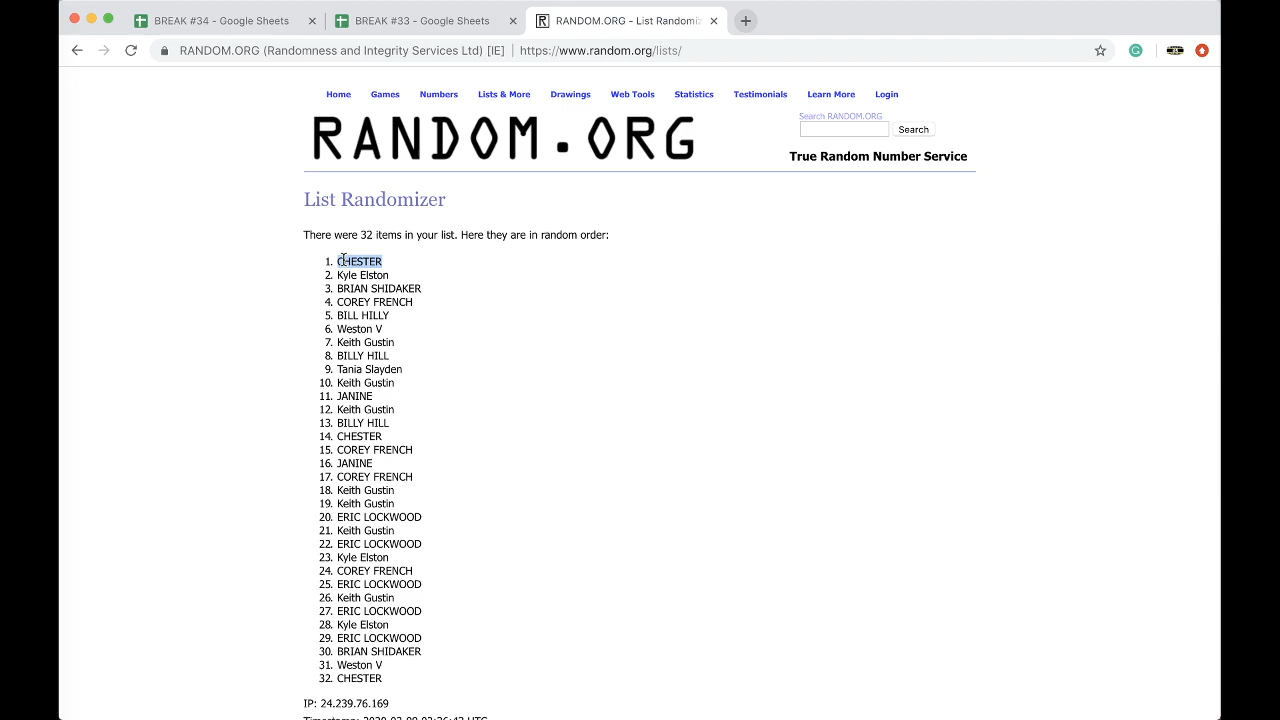 BREAK #34 - Google Sheets
BREAK #33 - Google Sheets
RANDOM.ORG - List Randomiz
RANDOM.ORG (Randomness and Integrity Services Ltd) [IE]
https://www.random.org/lists/
Home Games Numbers Lists & More Drawings Web Tools Statistics Testimonials Learn More Login
RANDOM.ORG
Search RANDOM.ORG
Search
True Random Number Service
List Randomizer
There were 32 items in your list. Here they are in random order:
1. CHESTER
2. Kyle Elston
3. BRIAN SHIDAKER
4. COREY FRENCH
5. BILL HILLY
6. Weston V
7. Keith Gustin
8. BILLY HILL
9. Tania Slayden
10. Keith Gustin
11. JANINE
12. Keith Gustin
13. BILLY HILL
14. CHESTER
15. COREY FRENCH
16. JANINE
17. COREY FRENCH
18. Keith Gustin
19. Keith Gustin
20. ERIC LOCKWOOD
21. Keith Gustin
22. ERIC LOCKWOOD
23. Kyle Elston
24. COREY FRENCH
25. ERIC LOCKWOOD
26. Keith Gustin
27. ERIC LOCKWOOD
28. Kyle Elston
29. ERIC LOCKWOOD
30. BRIAN SHIDAKER
31. Weston V
32. CHESTER
IP: 24.239.76.169